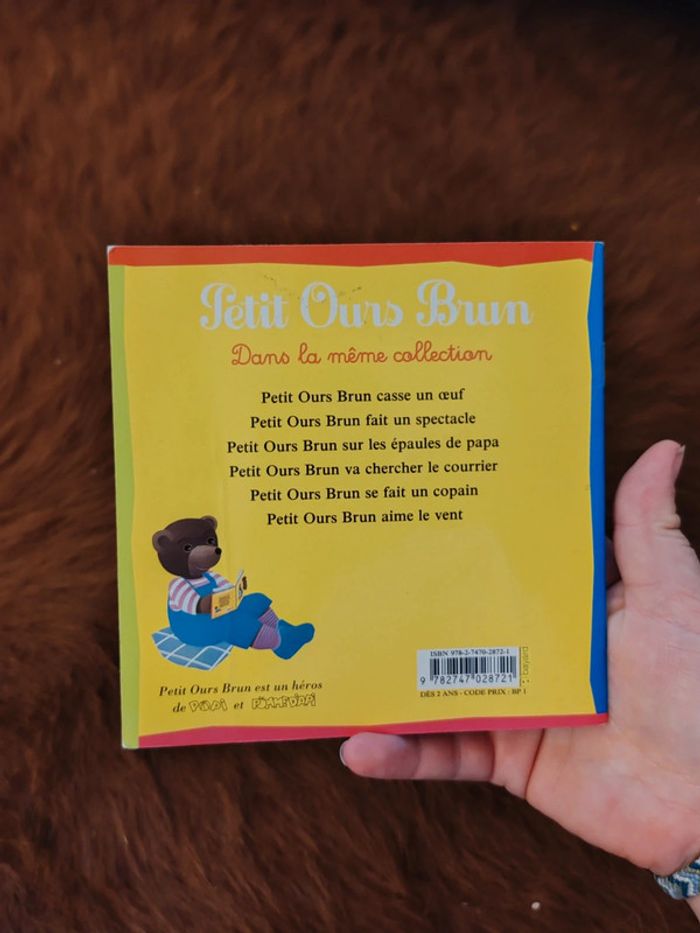 Petit Ours Brun
Dans la même collection
Petit Ours Brun casse un œuf
Petit Ours Brun fait un spectacle
Petit Ours Brun sur les épaules de papa
Petit Ours Brun va chercher le courrier
Petit Ours Brun se fait un copain
Petit Ours Brun aime le vent
Petit Ours Brun est un héros
de POPI et POMME D'API
ISBN 978-2-7470-2872-1
9 782747 028721
bayard
DÈS 2 ANS - CODE PRIX : BP 1